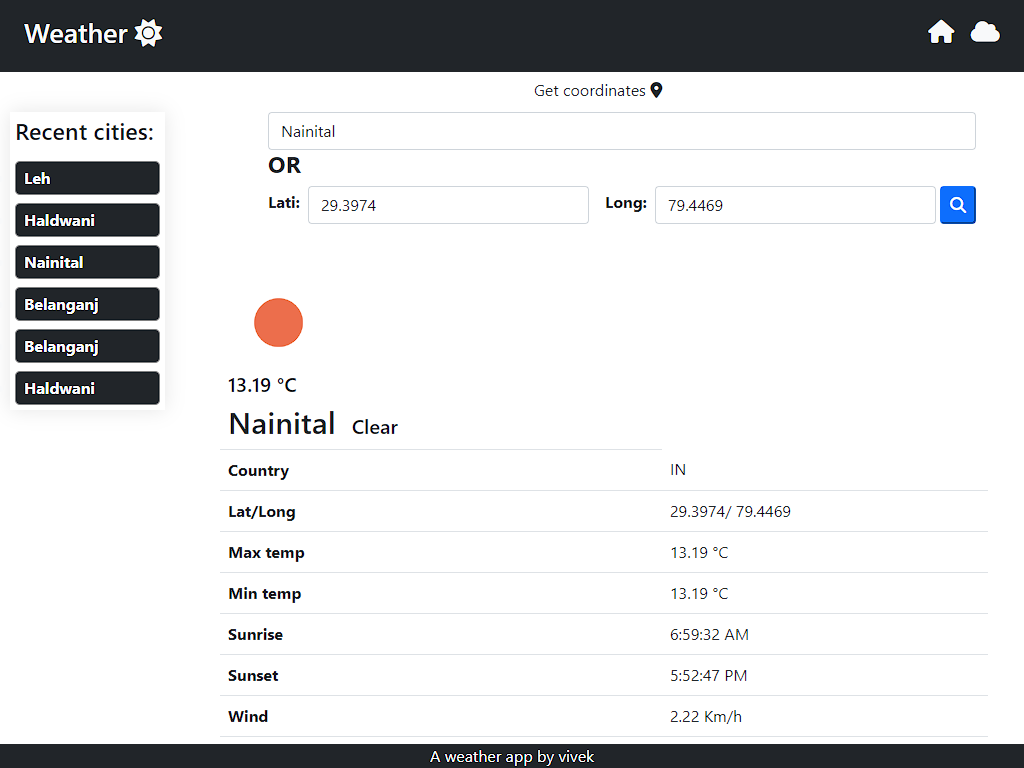 Weather
Get coordinates
Recent cities:
Leh
Haldwani
Nainital
Belanganj
Belanganj
Haldwani
Nainital
OR
Lati: 29.3974 Long: 79.4469
13.19 °C
Nainital Clear
Country IN
Lat/Long 29.3974/ 79.4469
Max temp 13.19 °C
Min temp 13.19 °C
Sunrise 6:59:32 AM
Sunset 5:52:47 PM
Wind 2.22 Km/h
A weather app by vivek